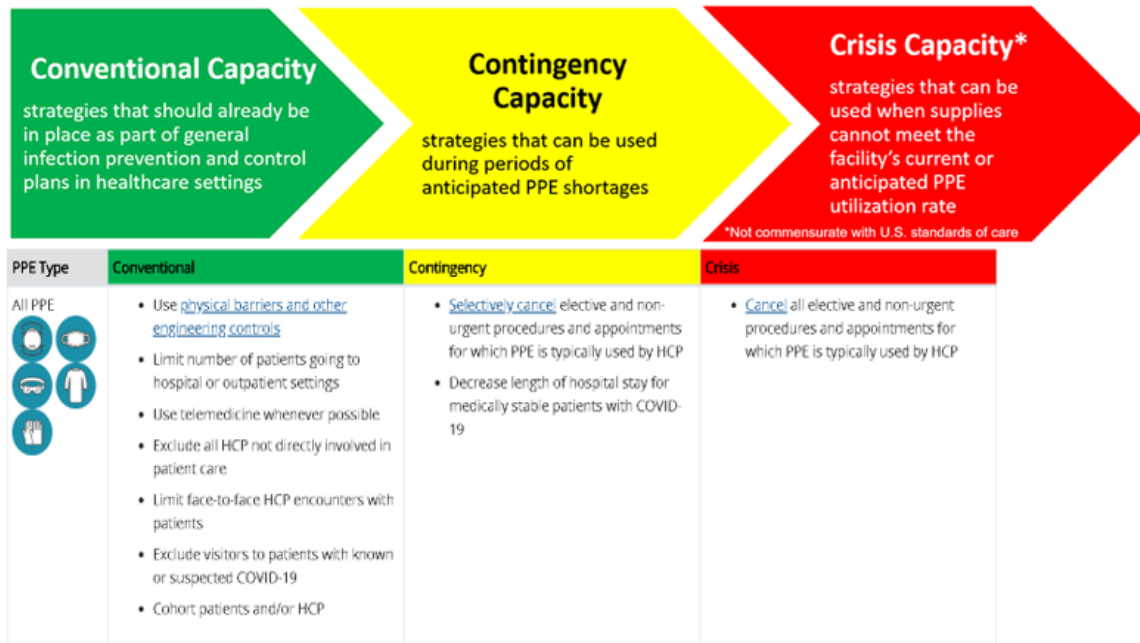 Conventional Capacity
strategies that should already be
in place as part of general
infection prevention and control
plans in healthcare settings
Contingency
Capacity
strategies that can be used
during periods of
anticipated PPE shortages
Crisis Capacity*
strategies that can be
used when supplies
cannot meet the
facility's current or
anticipated PPE
utilization rate
*Not commensurate with U.S. standards of care
PPE Type
Conventional
Contingency
Crisis
All PPE
• Use physical barriers and other
engineering controls
• Limit number of patients going to
hospital or outpatient settings
• Use telemedicine whenever possible
• Exclude all HCP not directly involved in
patient care
• Limit face-to-face HCP encounters with
patients
• Exclude visitors to patients with known
or suspected COVID-19
• Cohort patients and/or HCP
• Selectively cancel elective and non-
urgent procedures and appointments
for which PPE is typically used by HCP
• Decrease length of hospital stay for
medically stable patients with COVID-
19
• Cancel all elective and non-urgent
procedures and appointments for
which PPE is typically used by HCP